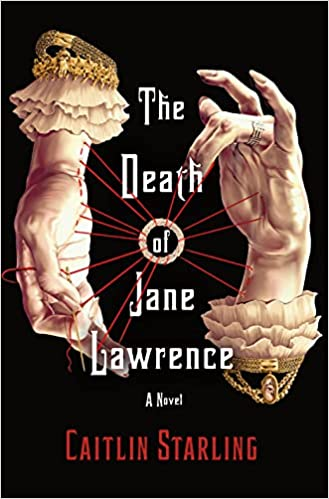 The
Death
of
Jane
Lawrence
A Novel
CAITLIN STARLING